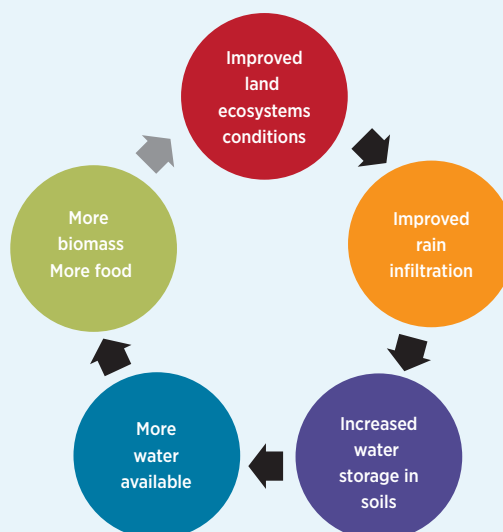 Improved
land
ecosystems
conditions
Improved
rain
infiltration
Increased
water
storage in
soils
More
water
available
More
biomass
More food